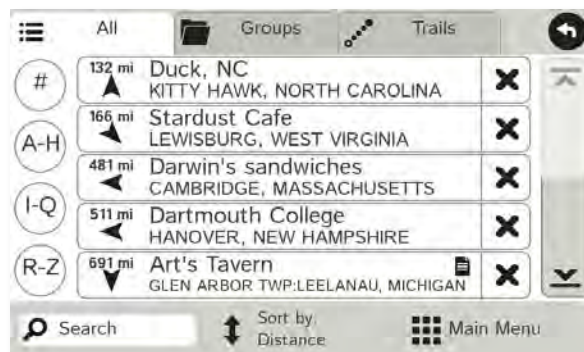 All
Groups
Trails
#
A-H
I-Q
R-Z
132 mi
Duck, NC
KITTY HAWK, NORTH CAROLINA
166 mi
Stardust Cafe
LEWISBURG, WEST VIRGINIA
481 mi
Darwin's sandwiches
CAMBRIDGE, MASSACHUSETTS
511 mi
Dartmouth College
HANOVER, NEW HAMPSHIRE
691 mi
Art's Tavern
GLEN ARBOR TWP:LEELANAU, MICHIGAN
Search
Sort by
Distance
Main Menu